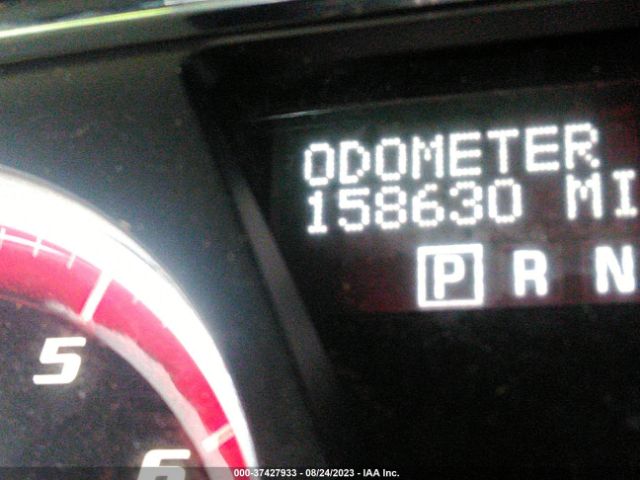 ODOMETER
158630 MI
P R N
5
6
000-37427933 - 08/24/2023 - IAA Inc.